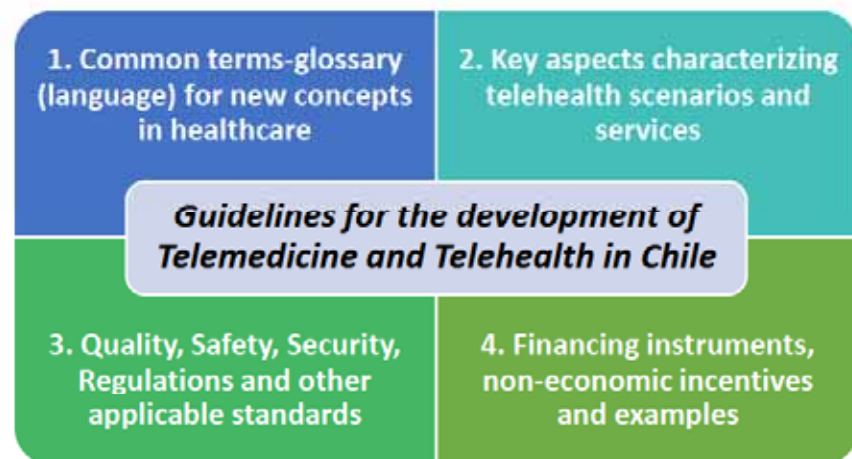 1. Common terms-glossary
(language) for new concepts
in healthcare
2. Key aspects characterizing
telehealth scenarios and
services
Guidelines for the development of
Telemedicine and Telehealth in Chile
3. Quality, Safety, Security,
Regulations and other
applicable standards
4. Financing instruments,
non-economic incentives
and examples